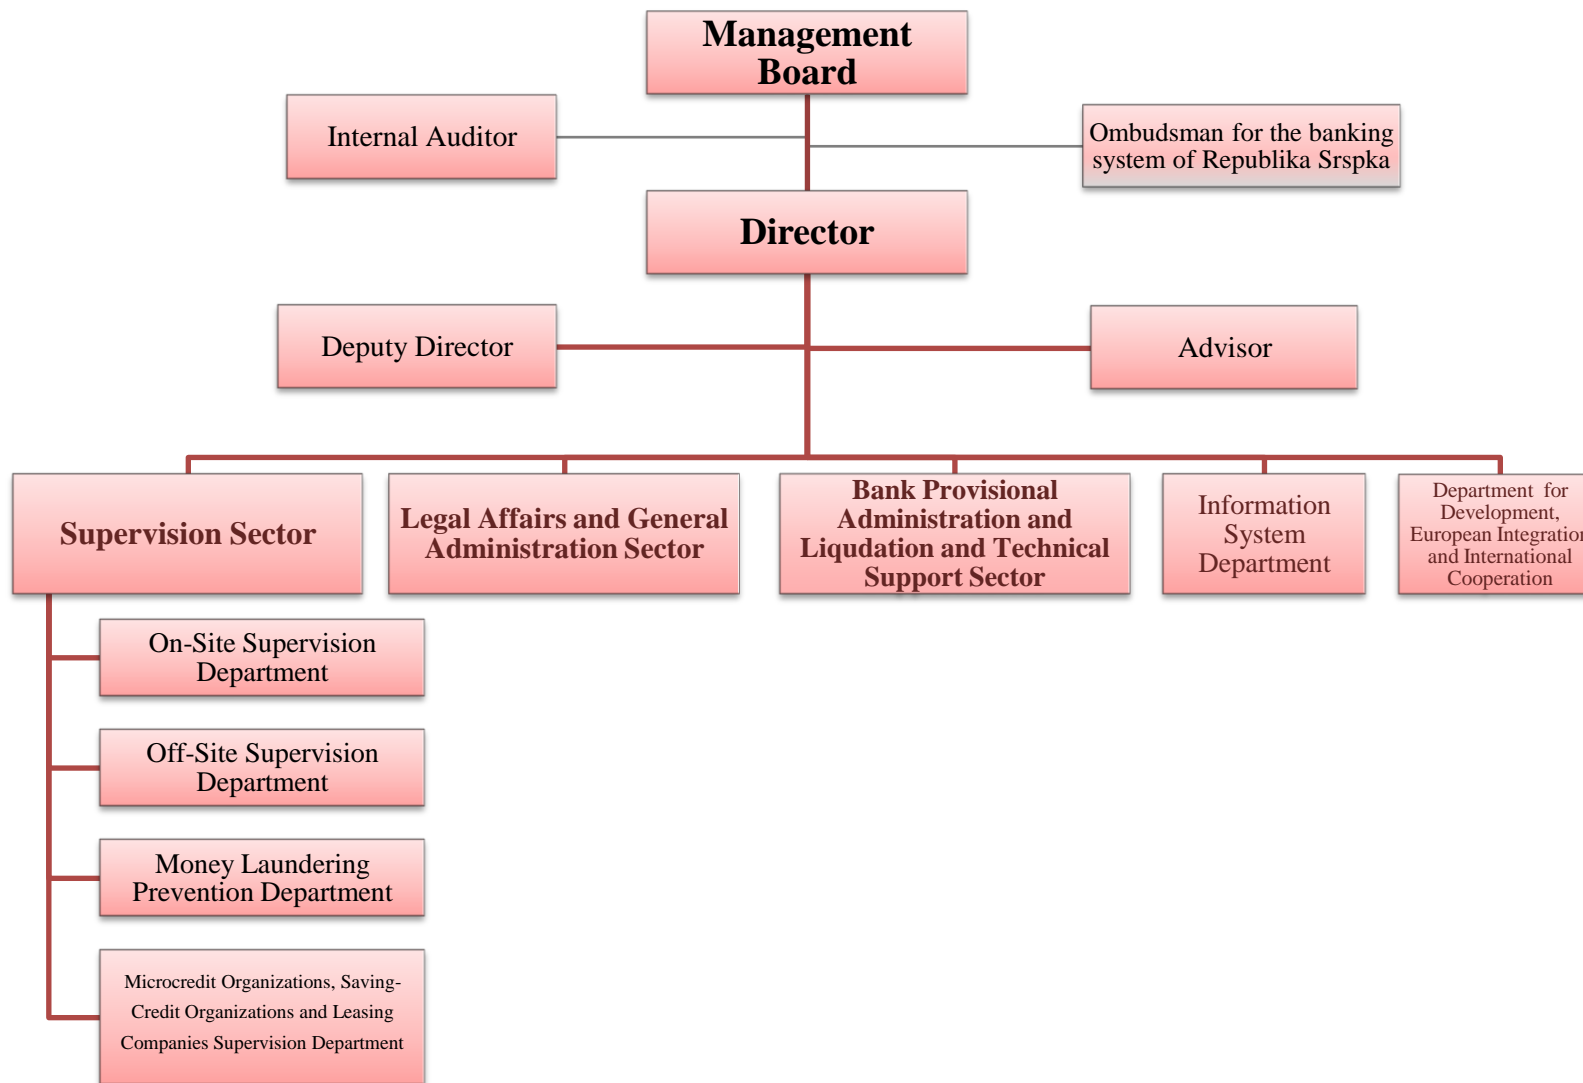 Management
Board
Internal Auditor
Ombudsman for the banking
system of Republika Srspka
Director
Deputy Director
Advisor
Supervision Sector
Legal Affairs and General
Administration Sector
Bank Provisional
Administration and
Liqudation and Technical
Support Sector
Information
System
Department
Department for
Development,
European Integration
and International
Cooperation
On-Site Supervision
Department
Off-Site Supervision
Department
Money Laundering
Prevention Department
Microcredit Organizations, Saving-
Credit Organizations and Leasing
Companies Supervision Department